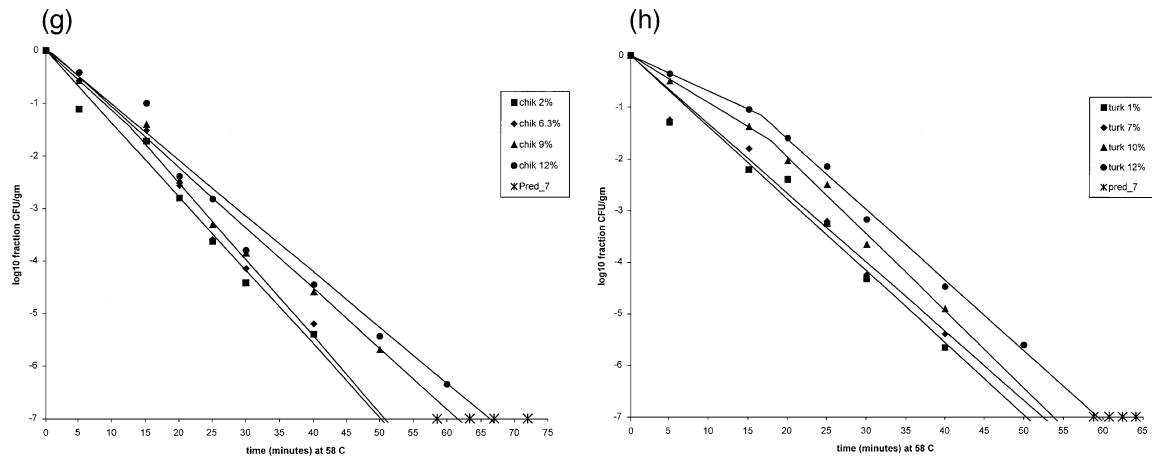 (g)
0
-1
-2
-3
-4
-5
-6
-7
log10 fraction CFU/gm
0 5 10 15 20 25 30 35 40 45 50 55 60 65 70 75
time (minutes) at 58 C
chik 2%
chik 6.3%
chik 9%
chik 12%
Pred_7
(h)
0
-1
-2
-3
-4
-5
-6
-7
log10 fraction CFU/gm
0 5 10 15 20 25 30 35 40 45 50 55 60 65
time (minutes) at 58 C
turk 1%
turk 7%
turk 10%
turk 12%
pred_7